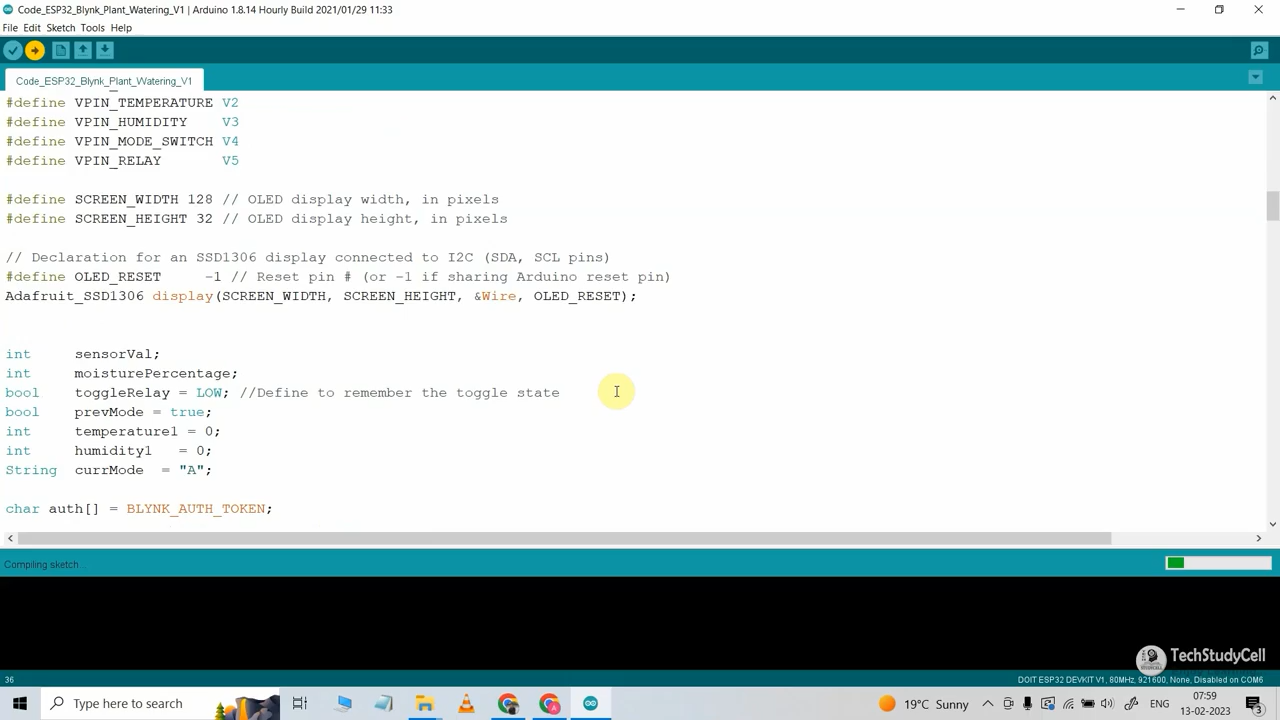 Code_ESP32_Blynk_Plant_Watering_V1 | Arduino 1.8.14 Hourly Build 2021/01/29 11:33
File Edit Sketch Tools Help
Code_ESP32_Blynk_Plant_Watering_V1
#define VPIN_TEMPERATURE V2
#define VPIN_HUMIDITY V3
#define VPIN_MODE_SWITCH V4
#define VPIN_RELAY V5
#define SCREEN_WIDTH 128 // OLED display width, in pixels
#define SCREEN_HEIGHT 32 // OLED display height, in pixels
// Declaration for an SSD1306 display connected to I2C (SDA, SCL pins)
#define OLED_RESET -1 // Reset pin # (or -1 if sharing Arduino reset pin)
Adafruit_SSD1306 display(SCREEN_WIDTH, SCREEN_HEIGHT, &Wire, OLED_RESET);
int sensorVal;
int moisturePercentage;
bool toggleRelay = LOW; //Define to remember the toggle state
bool prevMode = true;
int temperature1 = 0;
int humidity1 = 0;
String currMode = "A";
char auth[] = BLYNK_AUTH_TOKEN;
Compiling sketch...
TechStudyCell
36
DOIT ESP32 DEVKIT V1, 80MHz, 921600, None, Disabled on COM6
Type here to search
19°C Sunny
ENG
07:59
13-02-2023
3